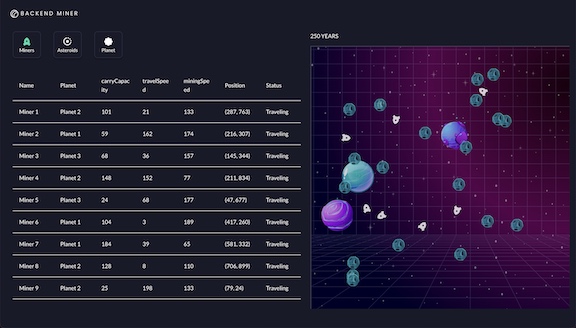 BACKEND MINER
Miners Asteroids Planet
250 YEARS
Name Planet carryCapac travelSpee miningSpe Position Status
ity d ed
Miner 1 Planet 2 101 21 133 (287,763) Traveling
Miner 2 Planet 1 59 162 174 (216,307) Traveling
Miner 3 Planet 3 68 36 157 (145,344) Traveling
Miner 4 Planet 2 148 152 77 (211,834) Traveling
Miner 5 Planet 3 24 68 177 (47,677) Traveling
Miner 6 Planet 1 104 3 189 (417,260) Traveling
Miner 7 Planet 1 184 39 65 (581,332) Traveling
Miner 8 Planet 2 128 8 110 (706,899) Traveling
Miner 9 Planet 2 25 198 133 (79,24) Traveling